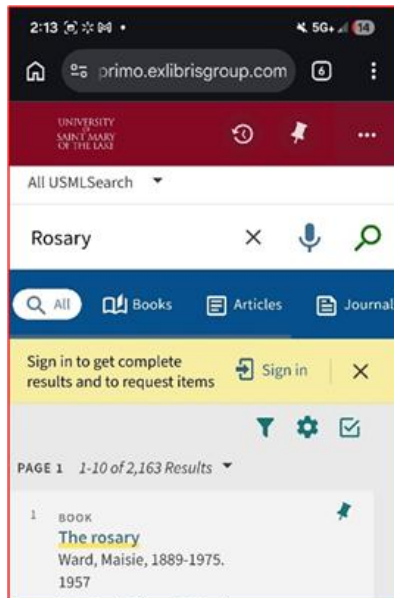 2:13
5G+ 14
primo.exlibrisgroup.com 6
UNIVERSITY
OF
SAINT MARY
OF THE LAKE
All USMLSearch
Rosary
All Books Articles Journal
Sign in to get complete
results and to request items
Sign in
PAGE 1 1-10 of 2,163 Results
1 BOOK
The rosary
Ward, Maisie, 1889-1975.
1957